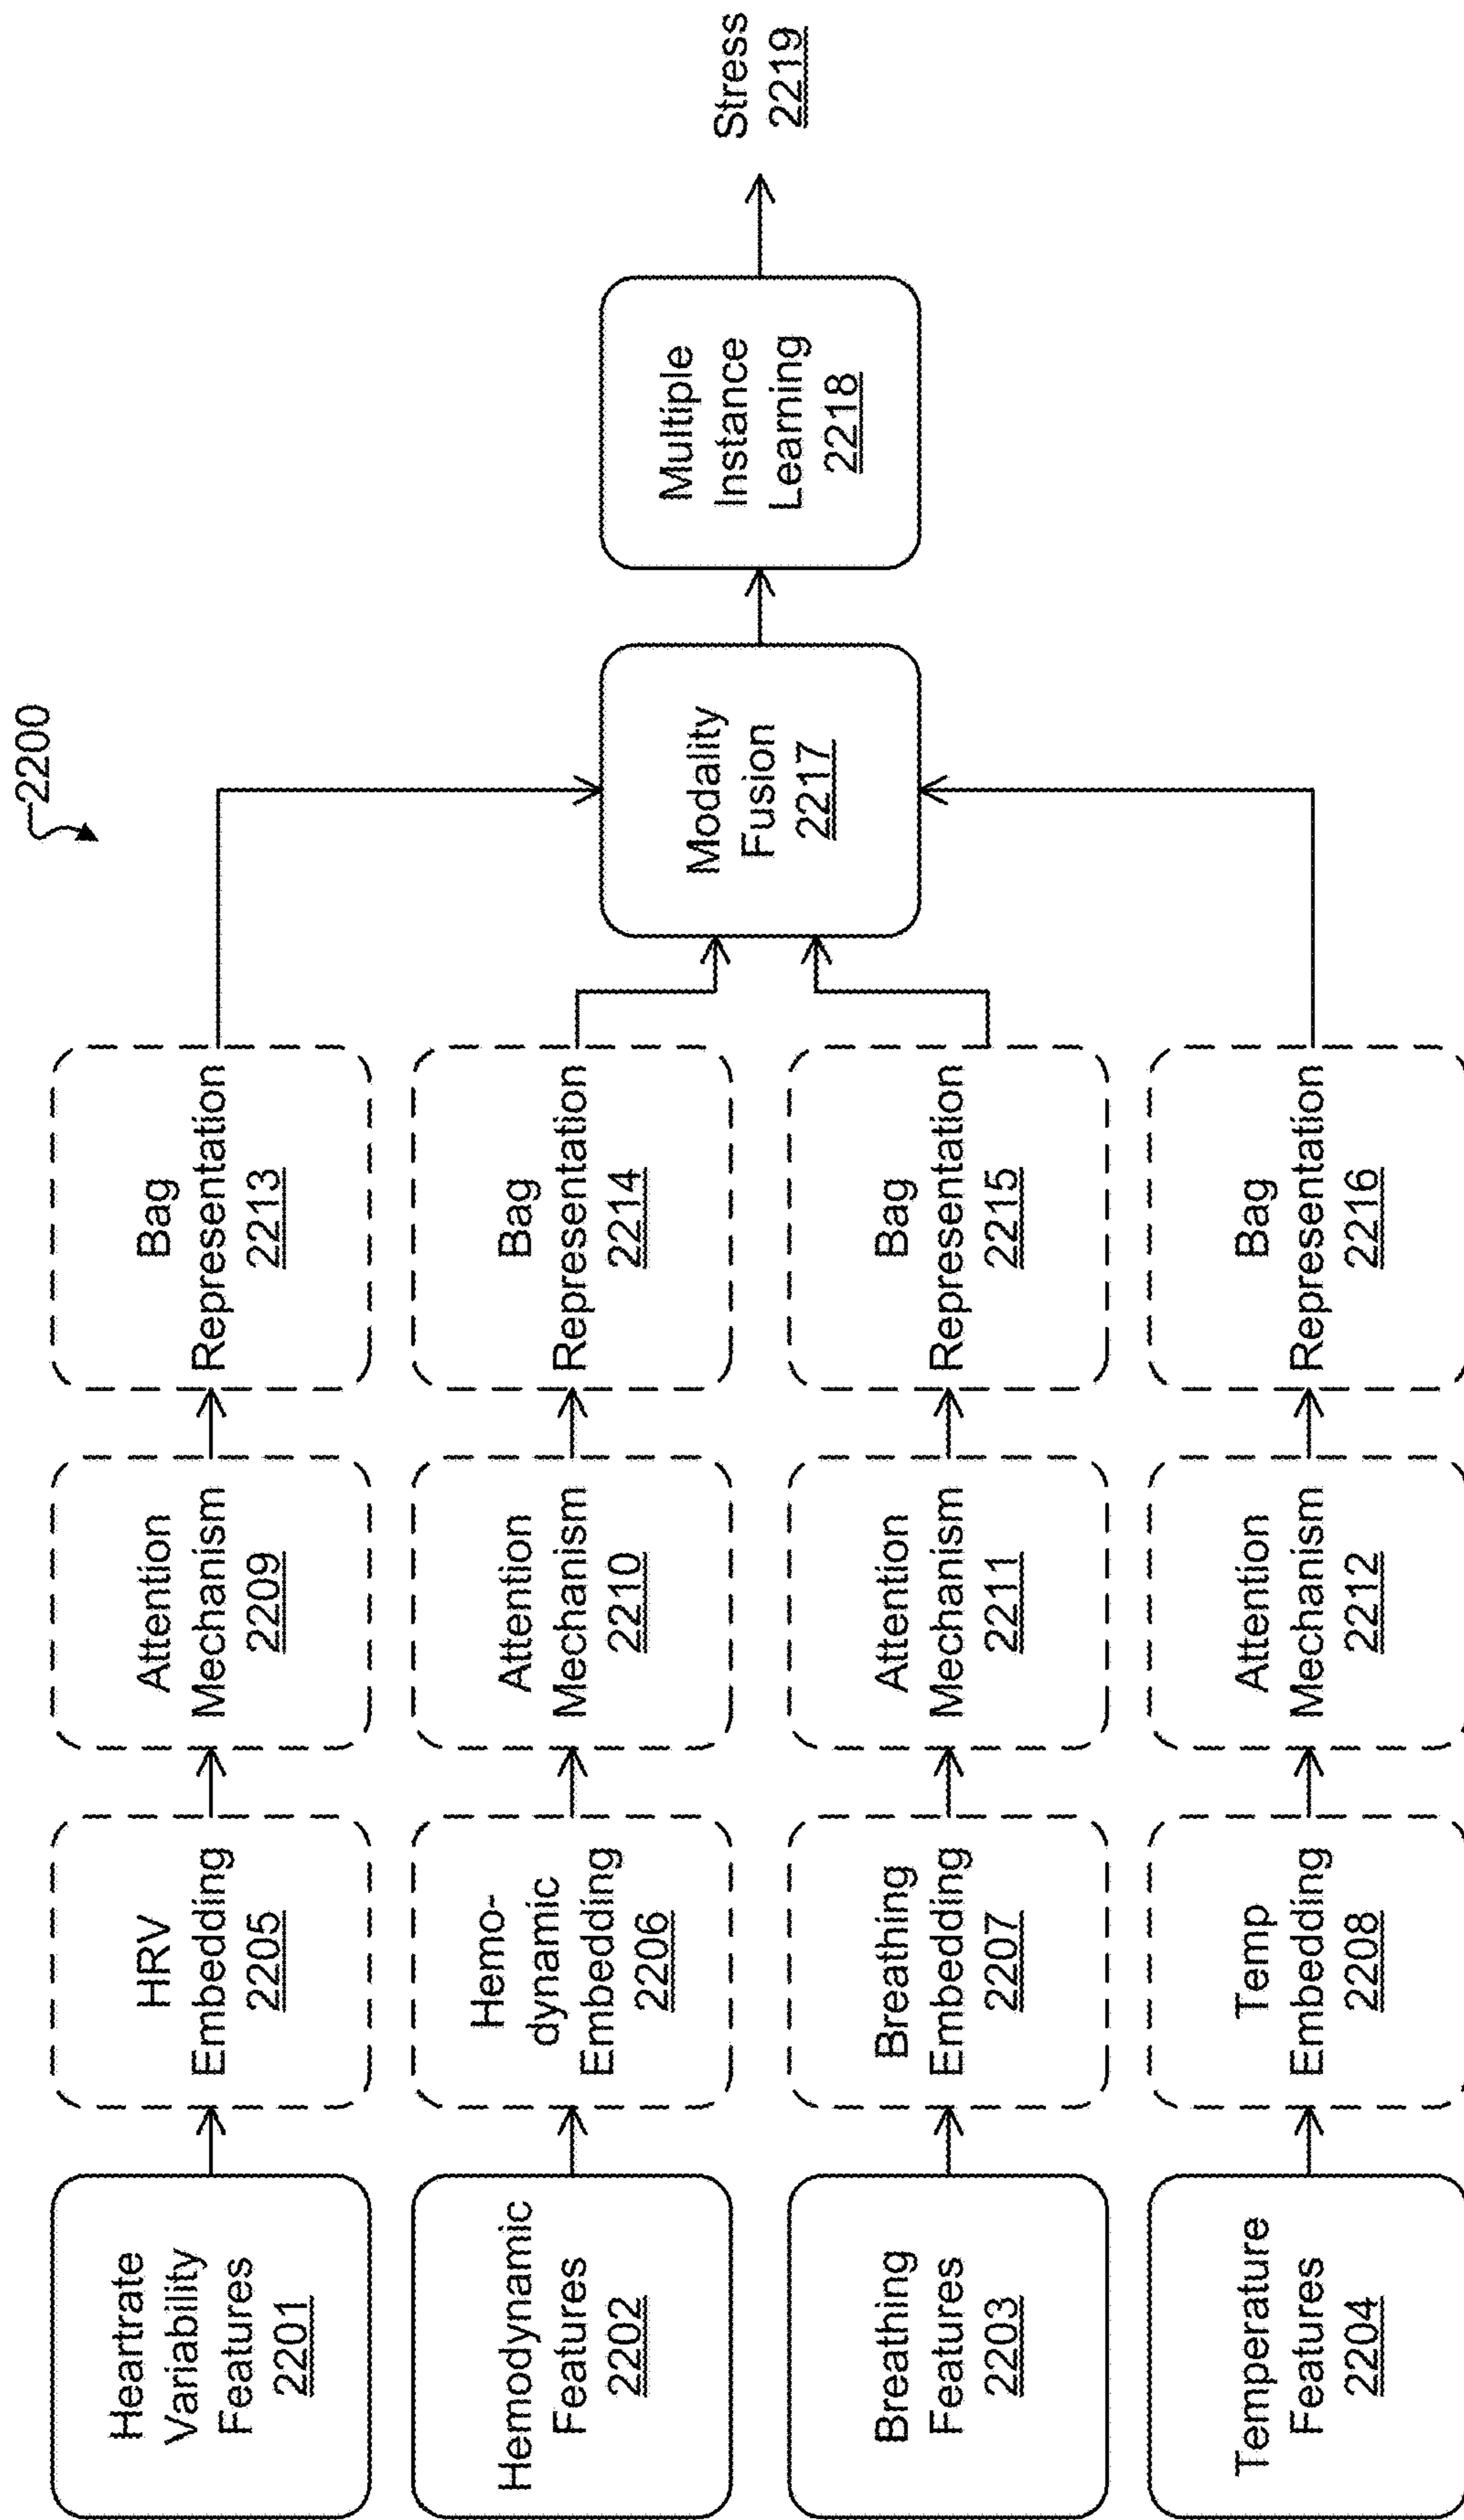 2200
Heartrate
Variability
Features
2201
HRV
Embedding
2205
Attention
Mechanism
2209
Bag
Representation
2213
Hemodynamic
Features
2202
Hemo-
dynamic
Embedding
2206
Attention
Mechanism
2210
Bag
Representation
2214
Breathing
Features
2203
Breathing
Embedding
2207
Attention
Mechanism
2211
Bag
Representation
2215
Temperature
Features
2204
Temp
Embedding
2208
Attention
Mechanism
2212
Bag
Representation
2216
Modality
Fusion
2217
Multiple
Instance
Learning
2218
Stress
2219